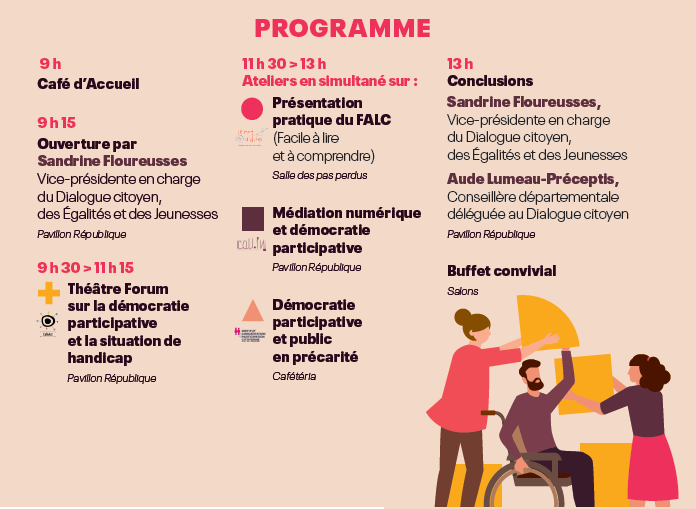 PROGRAMME
9 h
Café d'Accueil
9 h 15
Ouverture par
Sandrine Floureusses
Vice-présidente en charge
du Dialogue citoyen,
des Égalités et des Jeunesses
Pavillon République
9 h 30 > 11 h 15
Théâtre Forum
sur la démocratie
participative
et la situation de
handicap
Pavillon République
11 h 30 > 13 h
Ateliers en simultané sur :
Présentation
pratique du FALC
(Facile à lire
et à comprendre)
Salle des pas perdus
Médiation numérique
et démocratie
participative
Pavillon République
Démocratie
participative
et public
en précarité
Cafétéria
13 h
Conclusions
Sandrine Floureusses,
Vice-présidente en charge
du Dialogue citoyen,
des Égalités et des Jeunesses
Aude Lumeau-Préceptis,
Conseillère départementale
déléguée au Dialogue citoyen
Pavillon République
Buffet convivial
Salons